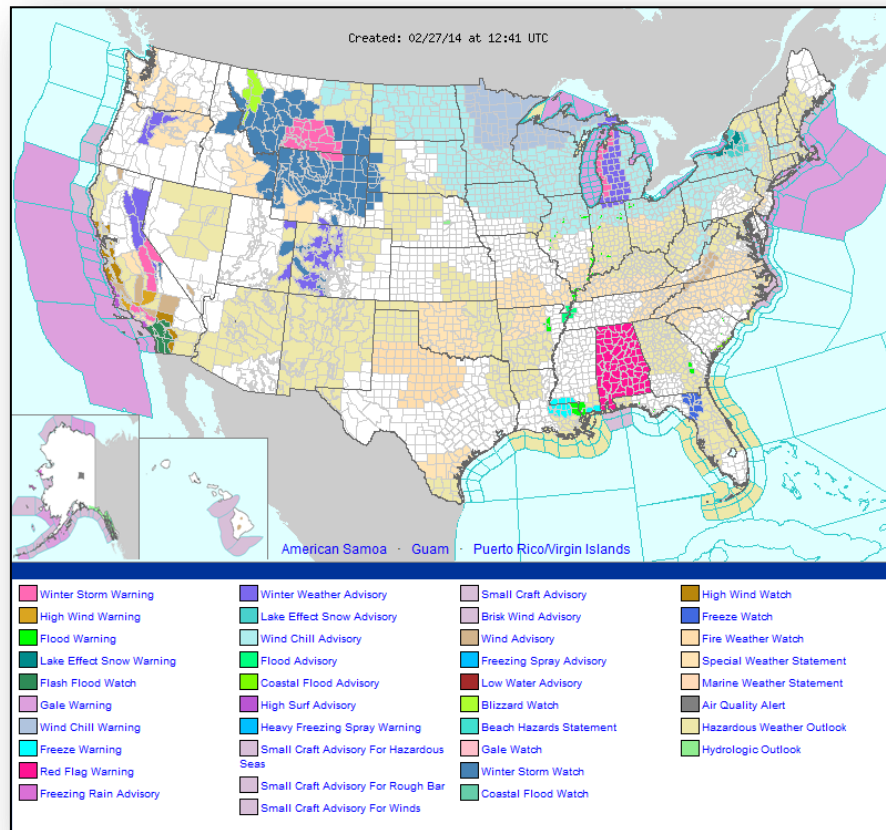 Created: 02/27/14 at 12:41 UTC
American Samoa · Guam · Puerto Rico/Virgin Islands
Winter Storm Warning
High Wind Warning
Flood Warning
Lake Effect Snow Warning
Flash Flood Watch
Gale Warning
Wind Chill Warning
Freeze Warning
Red Flag Warning
Freezing Rain Advisory
Winter Weather Advisory
Lake Effect Snow Advisory
Wind Chill Advisory
Flood Advisory
Coastal Flood Advisory
High Surf Advisory
Heavy Freezing Spray Warning
Small Craft Advisory For Hazardous
Seas
Small Craft Advisory For Rough Bar
Small Craft Advisory For Winds
Small Craft Advisory
Brisk Wind Advisory
Wind Advisory
Freezing Spray Advisory
Low Water Advisory
Blizzard Watch
Beach Hazards Statement
Gale Watch
Winter Storm Watch
Coastal Flood Watch
High Wind Watch
Freeze Watch
Fire Weather Watch
Special Weather Statement
Marine Weather Statement
Air Quality Alert
Hazardous Weather Outlook
Hydrologic Outlook